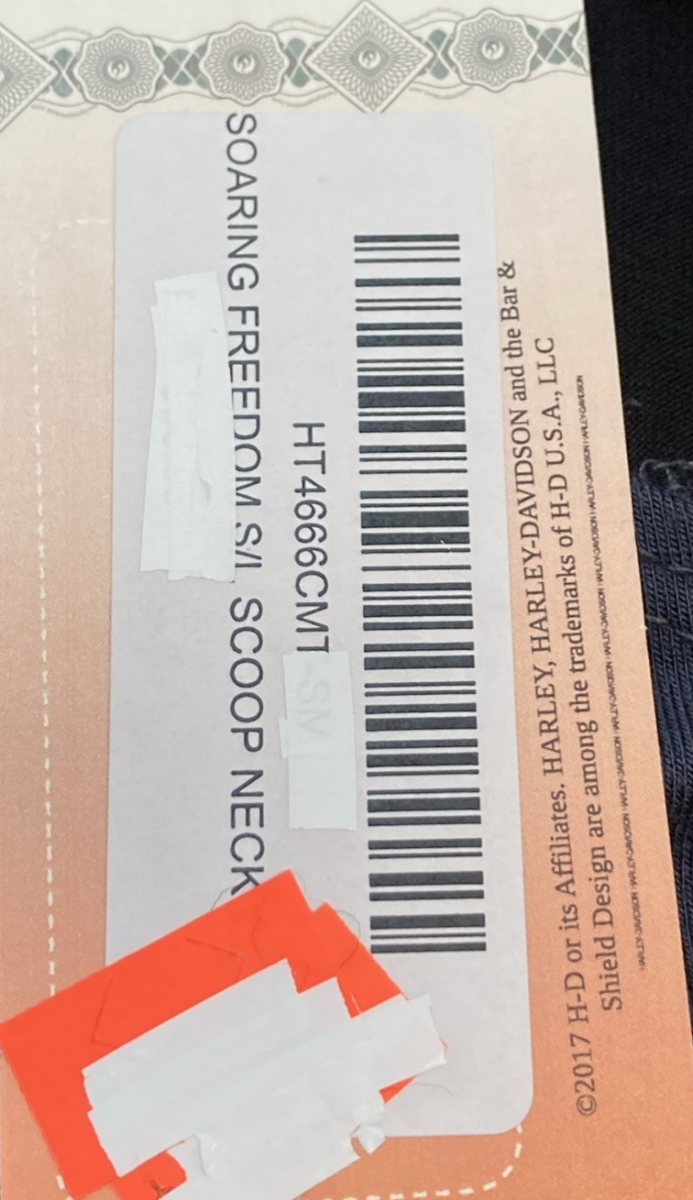 SOARING FREEDOM S/L SCOOP NECK
HT4666CMT-SM
©2017 H-D or its Affiliates. HARLEY, HARLEY-DAVIDSON and the Bar &
Shield Design are among the trademarks of H-D U.S.A., LLC